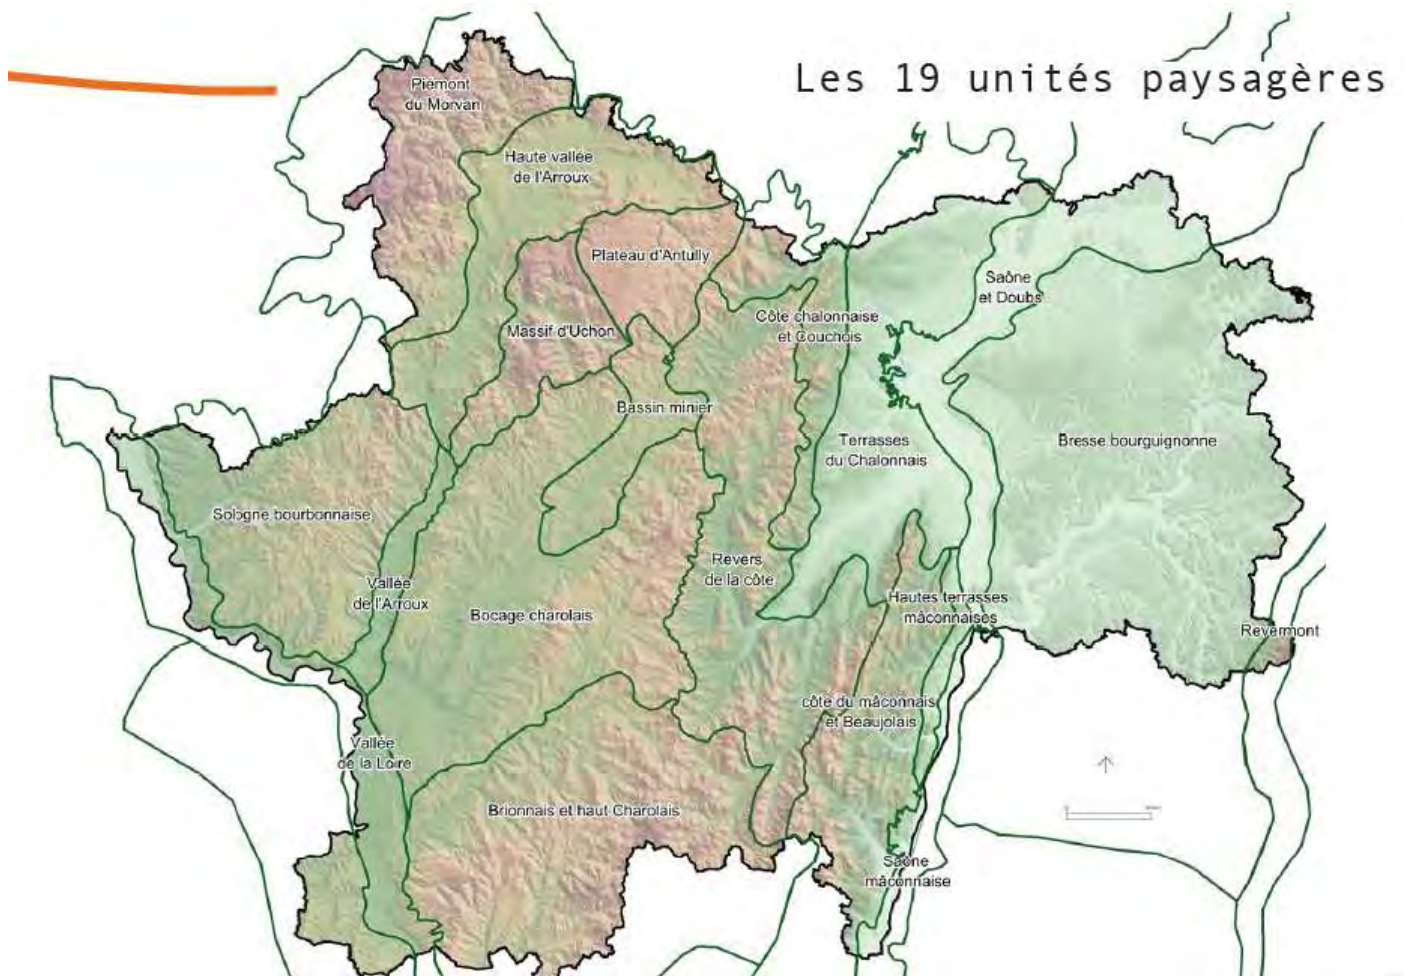 Les 19 unités paysagères
Piémont
du Morvan
Haute vallée
de l'Arroux
Plateau d'Antully
Saône
et Doubs
Massif d'Uchon
Côte chalonnaise
et Couchois
Bassin minier
Terrasses
du Chalonnais
Bresse bourguignonne
Sologne bourbonnaise
Vallée
de l'Arroux
Revers
de la côte
Bocage charolais
Hautes terrasses
mâconnaises
Revermont
côte du mâconnais
et Beaujolais
Vallée
de la Loire
Brionnais et haut Charolais
Saône
mâconnaise